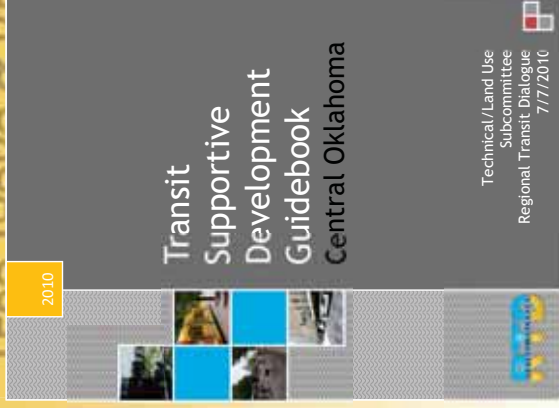 2010
Transit
Supportive
Development
Guidebook
Central Oklahoma
Technical/Land Use
Subcommittee
Regional Transit Dialogue
7/7/2010